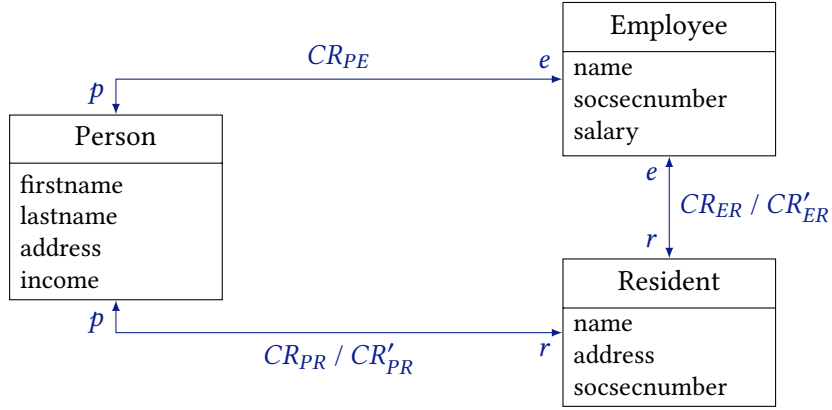 Employee
name
socsecnumber
salary
CR_PE
e
p
Person
firstname
lastname
address
income
e
CR_ER / CR'_ER
r
Resident
name
address
socsecnumber
p
CR_PR / CR'_PR
r